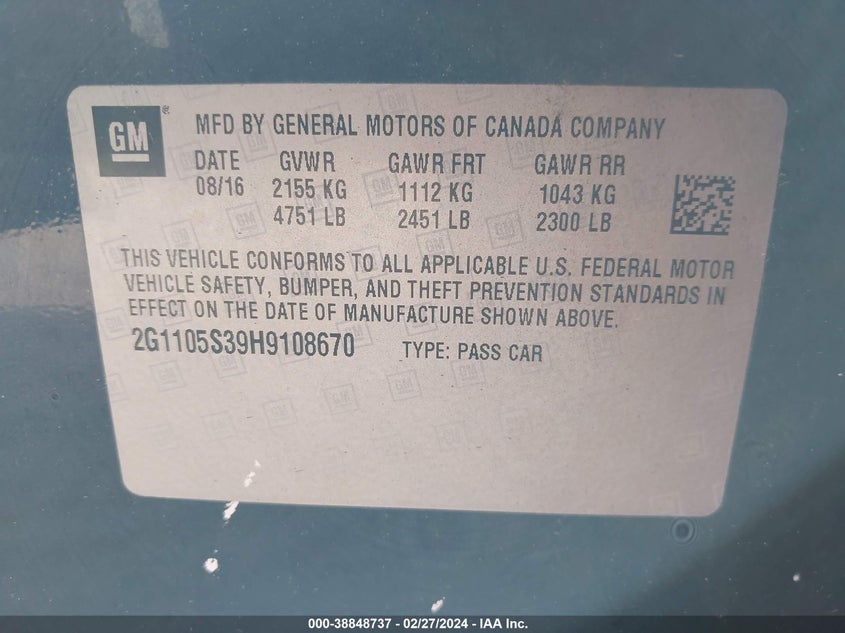 GM ®
MFD BY GENERAL MOTORS OF CANADA COMPANY
DATE GVWR GAWR FRT GAWR RR
08/16 2155 KG 1112 KG 1043 KG
4751 LB 2451 LB 2300 LB
THIS VEHICLE CONFORMS TO ALL APPLICABLE U.S. FEDERAL MOTOR
VEHICLE SAFETY, BUMPER, AND THEFT PREVENTION STANDARDS IN
EFFECT ON THE DATE OF MANUFACTURE SHOWN ABOVE.
2G1105S39H9108670 TYPE: PASS CAR
000-38848737 - 02/27/2024 - IAA Inc.